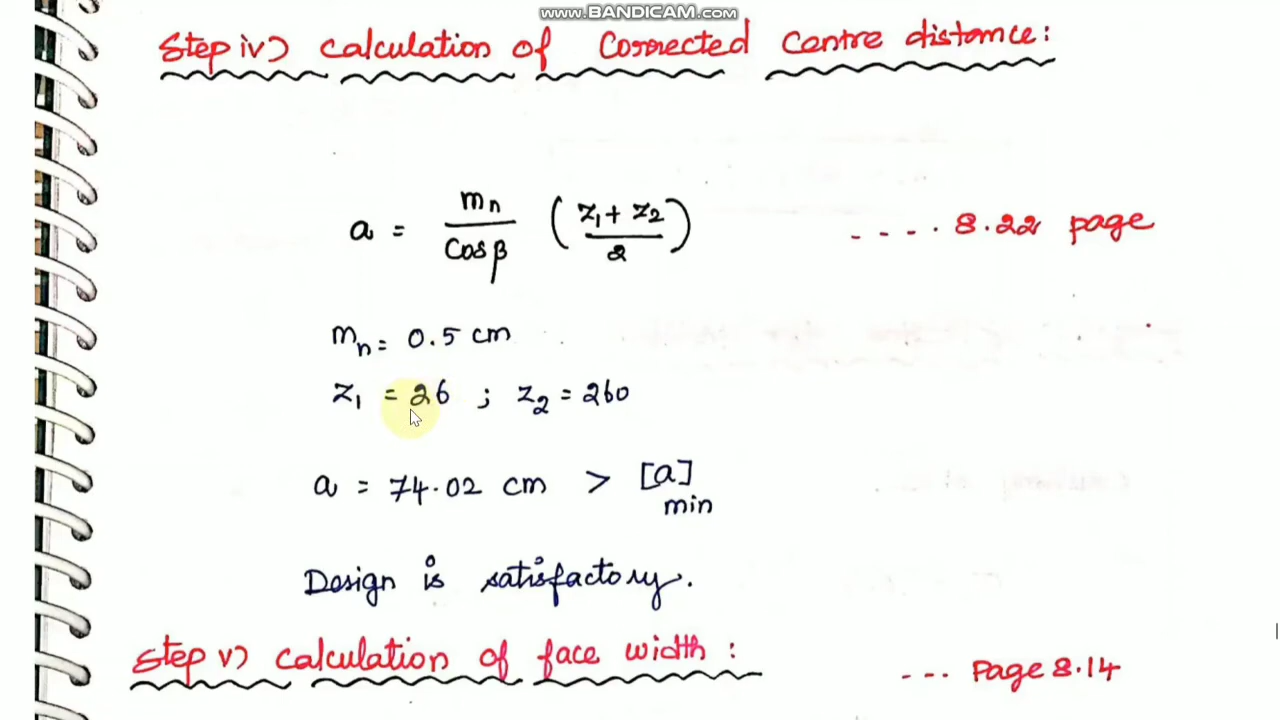 www.BANDICAM.com
Step iv) calculation of Corrected Centre distance:
a = mn / Cosβ ( z1 + z2 / 2 ) .... 8.22 page
mn = 0.5 cm
z1 = 26 ; z2 = 260
a = 74.02 cm > [a]min
Design is satisfactory.
Step v) calculation of face width : ... Page 8.14